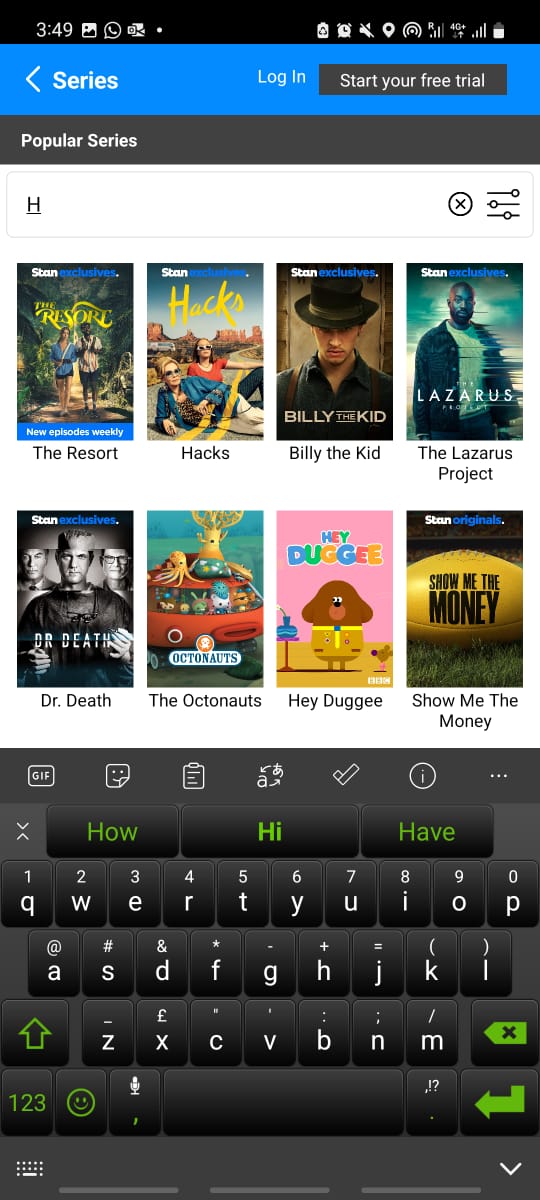 3:49
R
4G+
Series
Log In
Start your free trial
Popular Series
H
Stan exclusives.
THE RESORT
New episodes weekly
The Resort
Stan exclusives.
Hacks
Hacks
Stan exclusives.
BILLY THE KID
Billy the Kid
Stan exclusives.
THE LAZARUS PROJECT
The Lazarus
Project
Stan exclusives.
DR DEATH
Dr. Death
OCTONAUTS
The Octonauts
HEY
DUGGEE
BBC
Hey Duggee
Stan originals.
SHOW ME THE
MONEY
Show Me The
Money
GIF
aあ
How Hi Have
1 2 3 4 5 6 7 8 9 0
q w e r t y u i o p
@ # & * - + = ( )
a s d f g h j k l
_ £ " ' : ; /
z x c v b n m
123 , ,!? .